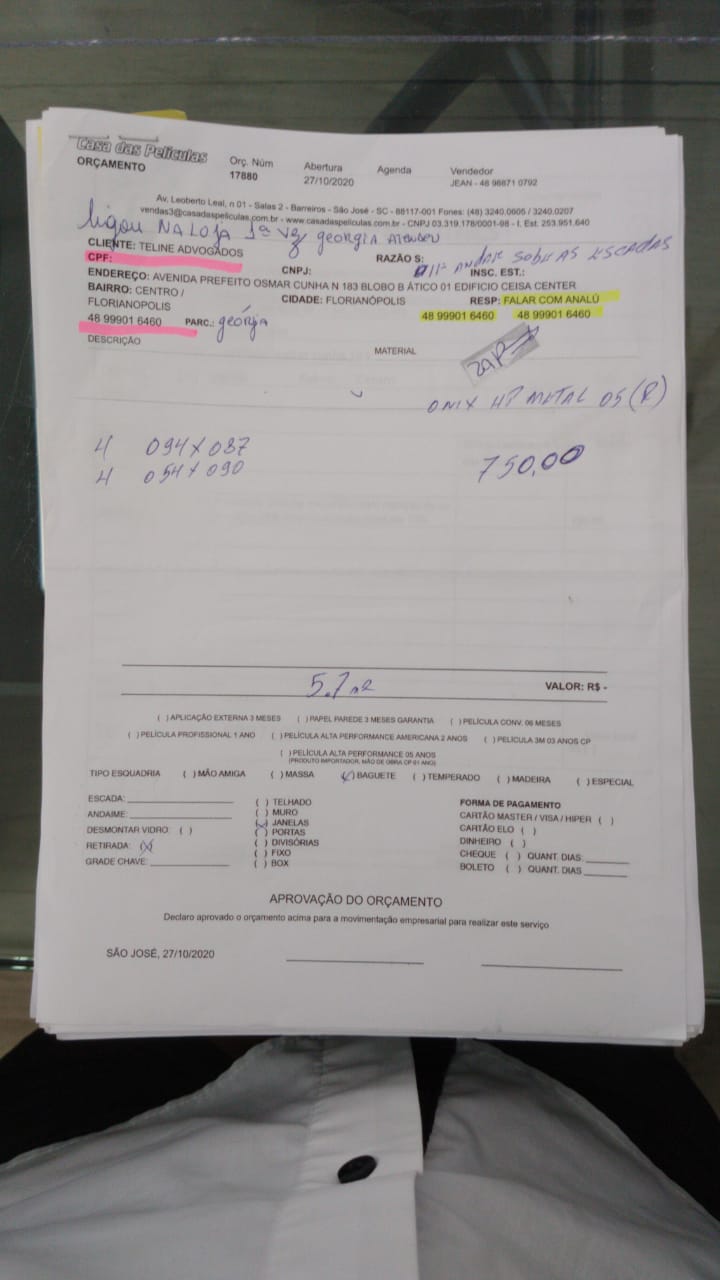 Casa das Películas
ORÇAMENTO
Orç. Núm
17880
Abertura
27/10/2020
Agenda
Vendedor
JEAN - 48 98871 0792
Av. Leoberto Leal, n 01 - Salas 2 - Barreiros - São José - SC - 88117-001 Fones: (48) 3240.0605 / 3240.0207
vendas3@casadaspeliculas.com.br - www.casadaspeliculas.com.br - CNPJ 03.319.178/0001-98 - I. Est. 253.951.640
ligou NA LOJA 1ª vez georgia Atendeu
CLIENTE: TELINE ADVOGADOS
RAZÃO S:
11º ANDAR SOBE AS ESCADAS
CPF:
CNPJ:
INSC. EST.:
ENDEREÇO: AVENIDA PREFEITO OSMAR CUNHA N 183 BLOBO B ÁTICO 01 EDIFICIO CEISA CENTER
BAIRRO: CENTRO /
FLORIANOPOLIS
CIDADE: FLORIANÓPOLIS
RESP: FALAR COM ANALÚ
48 99901 6460
PARC.: geórgia
48 99901 6460
48 99901 6460
DESCRIÇÃO
MATERIAL
ZAP
ONIX HP METAL 05 (R)
4 094 x 087
4 054 x 090
750,00
5.7 m2
VALOR: R$ -
( ) APLICAÇÃO EXTERNA 3 MESES ( ) PAPEL PAREDE 3 MESES GARANTIA ( ) PELÍCULA CONV. 06 MESES
( ) PELÍCULA PROFISSIONAL 1 ANO ( ) PELÍCULA ALTA PERFORMANCE AMERICANA 2 ANOS ( ) PELÍCULA 3M 03 ANOS CP
( ) PELÍCULA ALTA PERFORMANCE 05 ANOS
(PRODUTO IMPORTADOR, MÃO DE OBRA CP 01 ANO)
TIPO ESQUADRIA ( ) MÃO AMIGA ( ) MASSA ( ) BAGUETE ( ) TEMPERADO ( ) MADEIRA ( ) ESPECIAL
ESCADA:
ANDAIME:
DESMONTAR VIDRO: ( )
RETIRADA: (X)
GRADE CHAVE:
( ) TELHADO
( ) MURO
( ) JANELAS
( ) PORTAS
( ) DIVISÓRIAS
( ) FIXO
( ) BOX
FORMA DE PAGAMENTO
CARTÃO MASTER / VISA / HIPER ( )
CARTÃO ELO ( )
DINHEIRO ( )
CHEQUE ( ) QUANT. DIAS:
BOLETO ( ) QUANT. DIAS
APROVAÇÃO DO ORÇAMENTO
Declaro aprovado o orçamento acima para a movimentação empresarial para realizar este serviço
SÃO JOSÉ, 27/10/2020